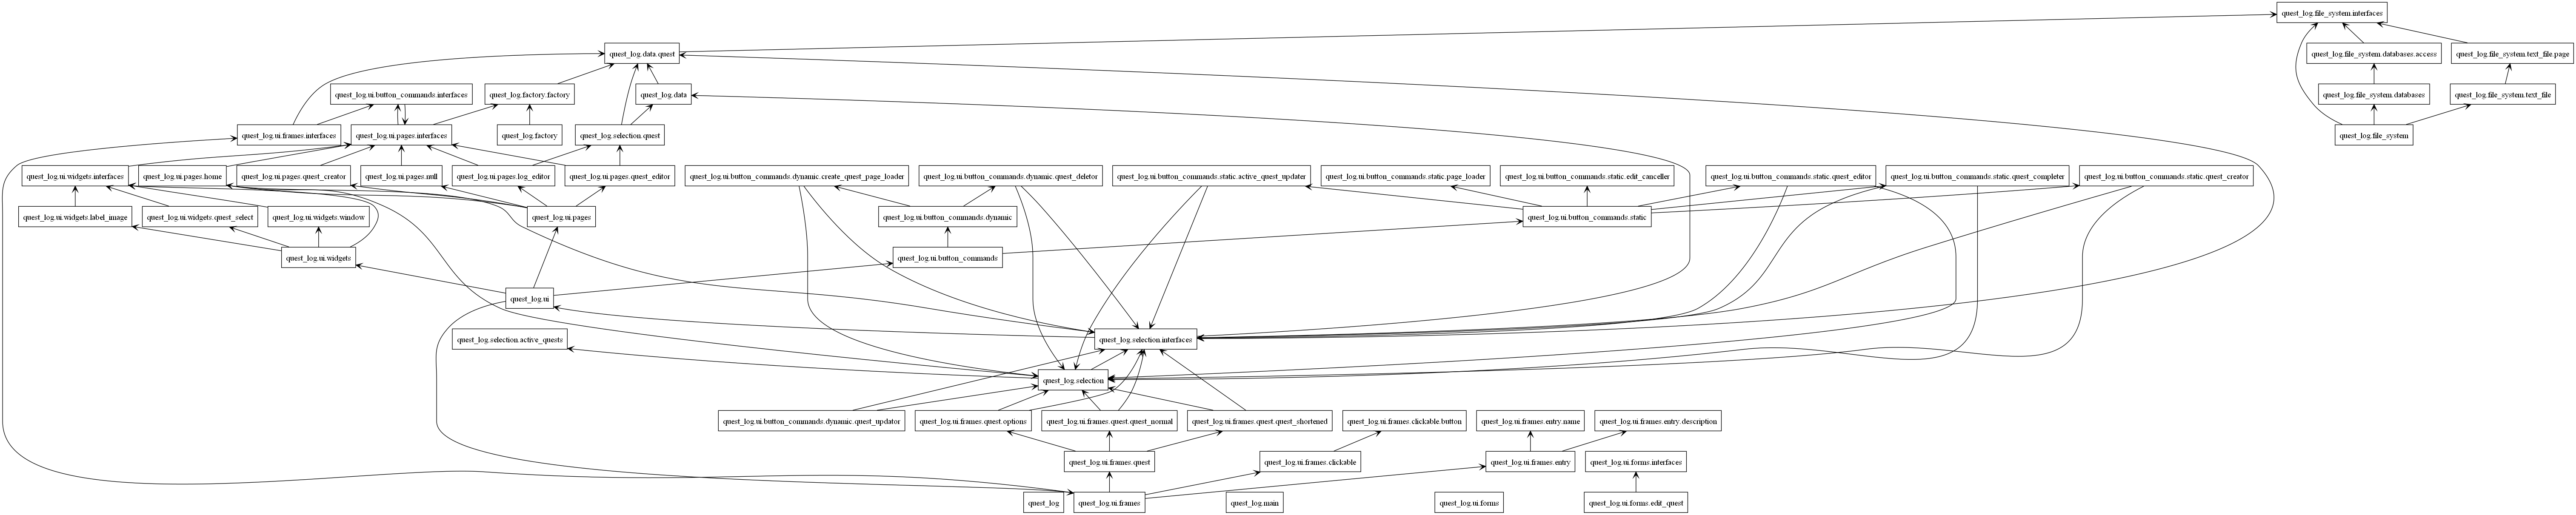 quest_log.file_system.interfaces
quest_log.data.quest
quest_log.file_system.databases.access
quest_log.file_system.text_file.page
quest_log.ui.button_commands.interfaces
quest_log.factory.factory
quest_log.data
quest_log.file_system.databases
quest_log.file_system.text_file
quest_log.ui.frames.interfaces
quest_log.ui.pages.interfaces
quest_log.factory
quest_log.selection.quest
quest_log.file_system
quest_log.ui.widgets.interfaces
quest_log.ui.pages.home
quest_log.ui.pages.quest_creator
quest_log.ui.pages.null
quest_log.ui.pages.log_editor
quest_log.ui.pages.quest_editor
quest_log.ui.button_commands.dynamic.create_quest_page_loader
quest_log.ui.button_commands.dynamic.quest_deletor
quest_log.ui.button_commands.static.active_quest_updater
quest_log.ui.button_commands.static.page_loader
quest_log.ui.button_commands.static.edit_canceller
quest_log.ui.button_commands.static.quest_editor
quest_log.ui.button_commands.static.quest_completer
quest_log.ui.button_commands.static.quest_creator
quest_log.ui.widgets.label_image
quest_log.ui.widgets.quest_select
quest_log.ui.widgets.window
quest_log.ui.pages
quest_log.ui.button_commands.dynamic
quest_log.ui.button_commands.static
quest_log.ui.widgets
quest_log.ui.button_commands
quest_log.ui
quest_log.selection.active_quests
quest_log.selection.interfaces
quest_log.selection
quest_log.ui.button_commands.dynamic.quest_updator
quest_log.ui.frames.quest.options
quest_log.ui.frames.quest.quest_normal
quest_log.ui.frames.quest.quest_shortened
quest_log.ui.frames.clickable.button
quest_log.ui.frames.entry.name
quest_log.ui.frames.entry.description
quest_log.ui.frames.quest
quest_log.ui.frames.clickable
quest_log.ui.frames.entry
quest_log.ui.forms.interfaces
quest_log
quest_log.ui.frames
quest_log.main
quest_log.ui.forms
quest_log.ui.forms.edit_quest